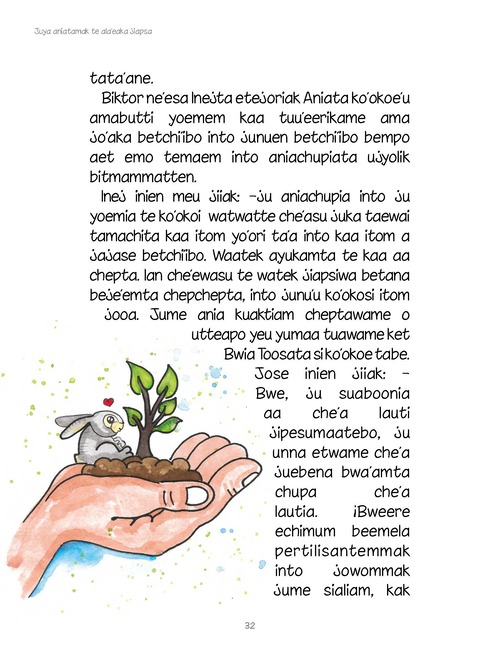 Juya aniatamak te ala'eaka jiapsa
tata'ane.
Biktor ne'esa Inejta etejoriak Aniata ko'okoe'u
amabutti yoemem kaa tuu'eerikame ama
jo'aka betchi'ibo into junuen betchi'ibo bempo
aet emo temaem into aniachupiata ujyolik
bitmammatten.
Inej inien meu jiiak: –ju aniachupia into ju
yoemia te ko'okoi watwatte che'asu juka taewai
tamachita kaa itom yo'ori ta'a into kaa itom a
jajase betchi'ibo. Waatek ayukamta te kaa aa
chepta. Ian che'ewasu te watek jiapsiwa betana
beje'emta chepchepta, into junu'u ko'okosi itom
jooa. Jume ania kuaktiam cheptawame o
utteapo yeu yumaa tuawame ket
Bwia Toosata si ko'okoe tabe.
Jose inien jiiak: –
Bwe, ju suaboonia
aa che'a lauti
jipesumaatebo, ju
unna etwame che'a
juebena bwa'amta
chupa che'a
lautia. ¡Bweere
echimum beemela
pertilisantemmak
into jowommak
jume sialiam, kak
32